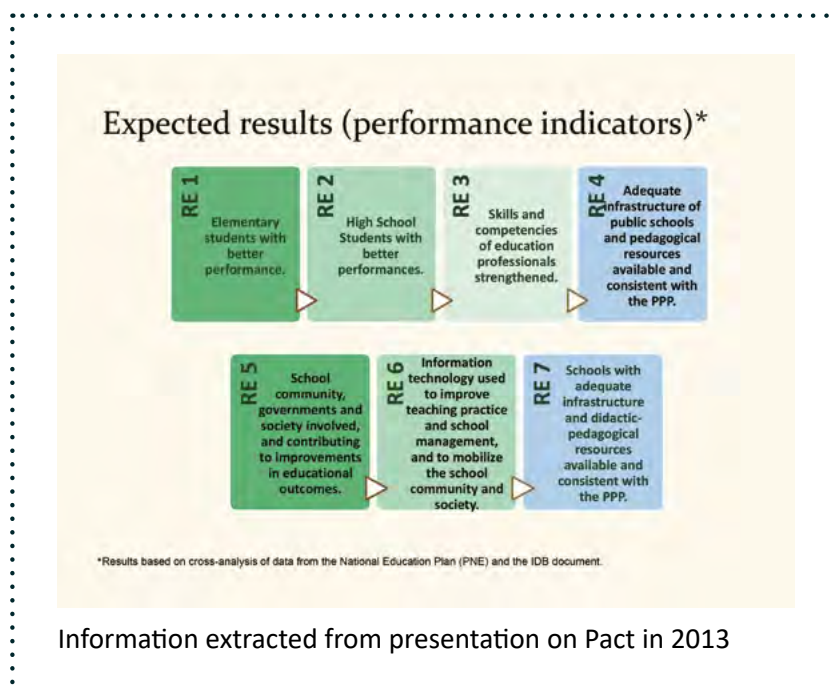 Expected results (performance indicators)*
RE 1
Elementary
students with
better
performance.
RE 2
High School
Students with
better
performances.
RE 3
Skills and
competencies
of education
professionals
strengthened.
RE 4
Adequate
infrastructure of
public schools
and pedagogical
resources
available and
consistent with
the PPP.
RE 5
School
community,
governments and
society involved,
and contributing
to improvements
in educational
outcomes.
RE 6
Information
technology used
to improve
teaching practice
and school
management,
and to mobilize
the school
community and
society.
RE 7
Schools with
adequate
infrastructure
and didactic-
pedagogical
resources
available and
consistent with
the PPP.
*Results based on cross-analysis of data from the National Education Plan (PNE) and the IDB document.
Information extracted from presentation on Pact in 2013